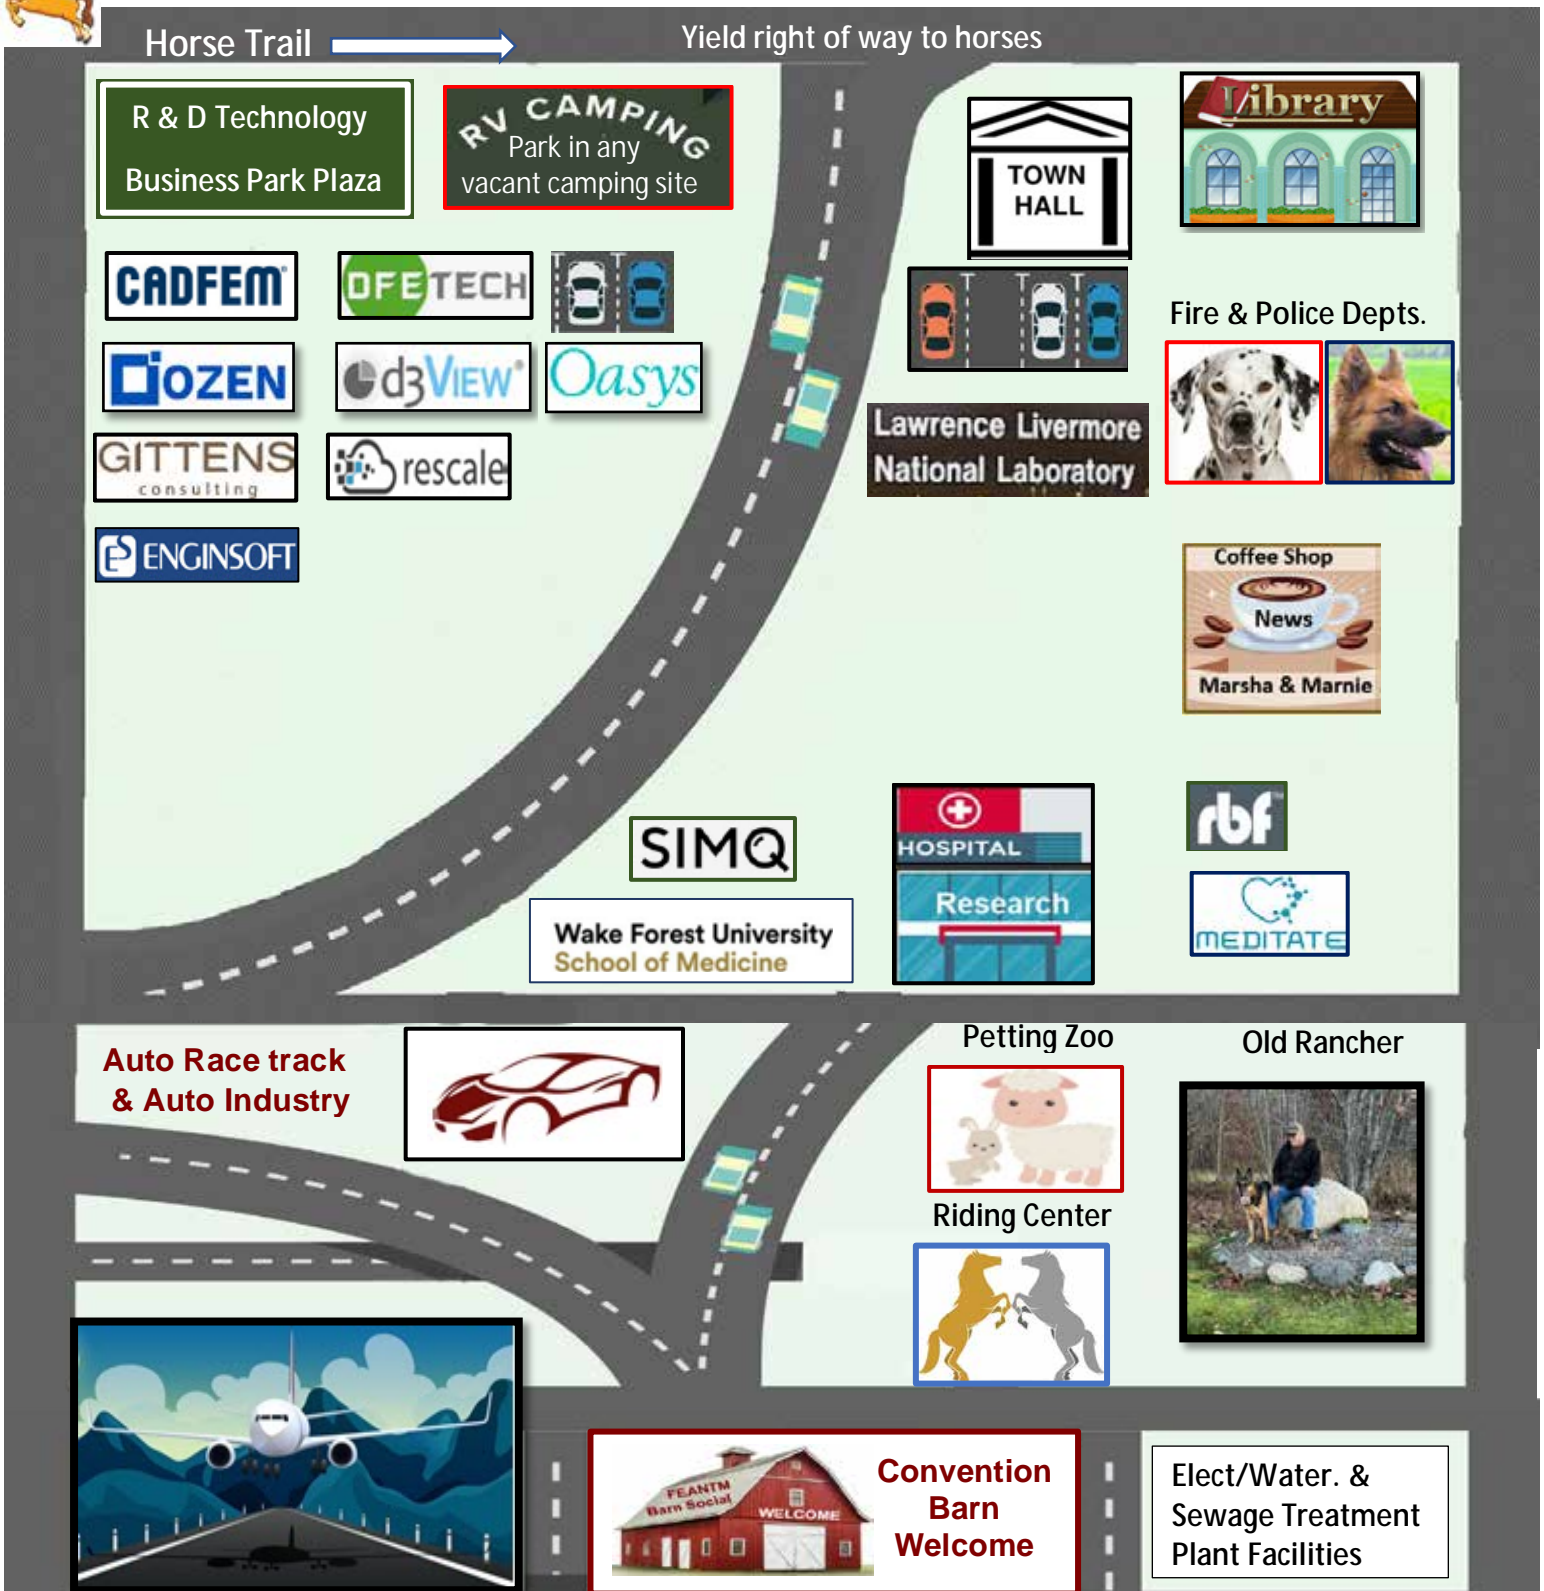 Horse Trail
Yield right of way to horses
R & D Technology
Business Park Plaza
RV CAMPING
Park in any
vacant camping site
TOWN
HALL
Library
CADFEM
DFETECH
OZEN
d3VIEW
Oasys
GITTENS
consulting
rescale
ENGINSOFT
Lawrence Livermore
National Laboratory
Fire & Police Depts.
Coffee Shop
News
Marsha & Marnie
SIMQ
Wake Forest University
School of Medicine
HOSPITAL
Research
rbf
MEDITATE
Auto Race track
& Auto Industry
Petting Zoo
Old Rancher
Riding Center
FEANTM
Barn Social
WELCOME
Convention
Barn
Welcome
Elect/Water. &
Sewage Treatment
Plant Facilities